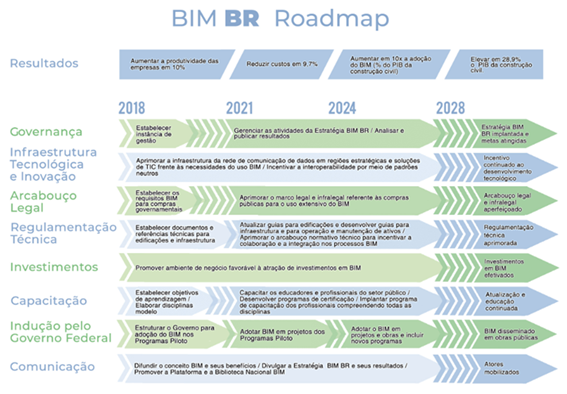 BIM BR Roadmap
Resultados
Aumentar a produtividade das
empresas em 10%
Reduzir custos em 9.7%
Aumentar em 10x a adoção
do BIM (% do PIB da
construção civil)
Elevar em 28.9%
o PIB da construção
civil
2018
2021
2024
2028
Governança
Estabelecer
instância de
gestão
Gerenciar as atividades da Estratégia BIM BR / Analisar e
publicar resultados
Estratégia BIM
BR implantada e
metas atingidas
Infraestrutura
Tecnológica
e Inovação
Aprimorar a infraestrutura da rede de comunicação de dados em regiões estratégicas e soluções
de TIC frente às necessidades do uso BIM / Incentivar a interoperabilidade por meio de padrões
neutros
Incentivo
continuado ao
desenvolvimento
tecnológico
Arcabouço
Legal
Estabelecer os
requisitos BIM
para compras
governamentais
Aprimorar o marco legal e infralegal referente às compras
públicas para o uso extensivo do BIM
Arcabouço legal
e infralegal
aperfeiçoado
Regulamentação
Técnica
Estabelecer documentos e
referências técnicas para
edificações e infraestrutura
Atualizar guias para edificações e desenvolver guias para
infraestrutura e para operação e manutenção de ativos /
Aprimorar o arcabouço normativo técnico para incentivar a
colaboração e a integração nos processos BIM
Regulamentação
técnica
aprimorada
Investimentos
Promover ambiente de negócio favorável à atração de investimentos em BIM
Investimentos
em BIM
efetivados
Capacitação
Estabelecer objetivos
de aprendizagem /
Elaborar disciplinas
modelo
Capacitar os educadores e profissionais do setor público /
Desenvolver programas de certificação / Implantar programa
de capacitação dos profissionais compreendendo todas as
disciplinas
Atualização e
educação
continuada
Indução pelo
Governo Federal
Estruturar o Governo para
adoção do BIM nos
Programas Piloto
Adotar BIM em projetos dos
Programas Piloto
Adotar o BIM em
projetos e obras e incluir
novos programas
BIM disseminado
em obras públicas
Comunicação
Difundir o conceito BIM e seus benefícios / Divulgar a Estratégia BIM BR e seus resultados /
Promover a Plataforma e a Biblioteca Nacional BIM
Atores
mobilizados